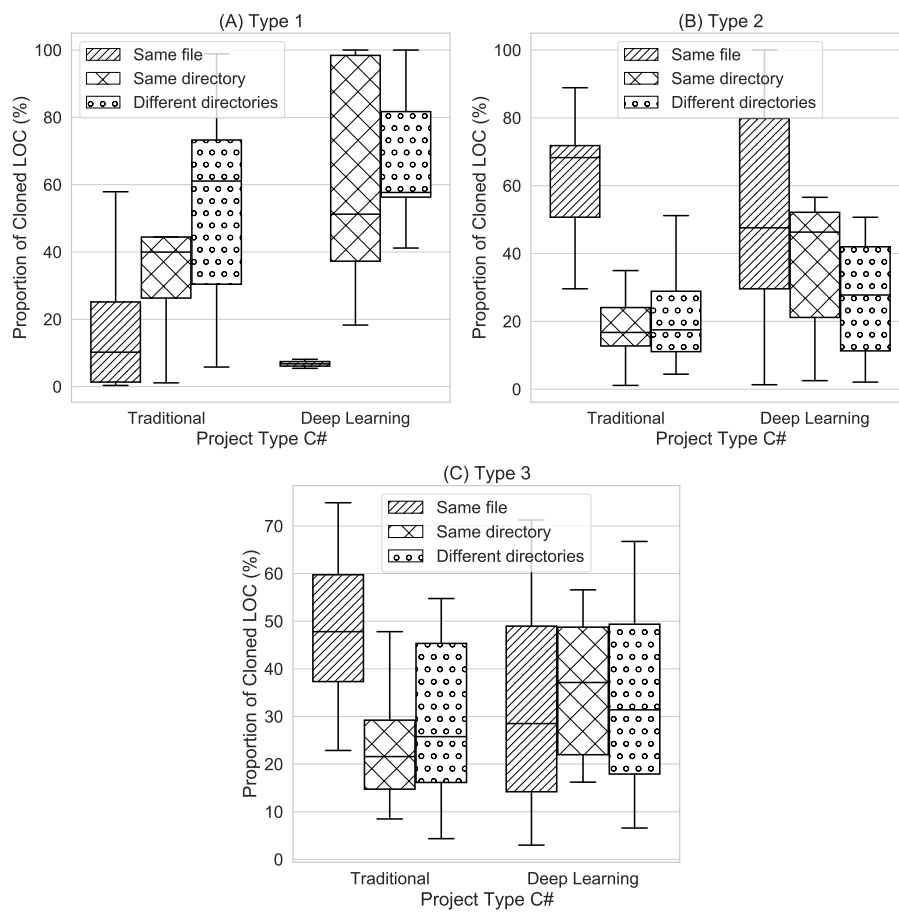 (A) Type 1
Proportion of Cloned LOC (%)
100
80
60
40
20
0
Same file
Same directory
Different directories
Traditional
Deep Learning
Project Type C#
(B) Type 2
Proportion of Cloned LOC (%)
100
80
60
40
20
0
Same file
Same directory
Different directories
Traditional
Deep Learning
Project Type C#
(C) Type 3
Proportion of Cloned LOC (%)
70
60
50
40
30
20
10
0
Same file
Same directory
Different directories
Traditional
Deep Learning
Project Type C#